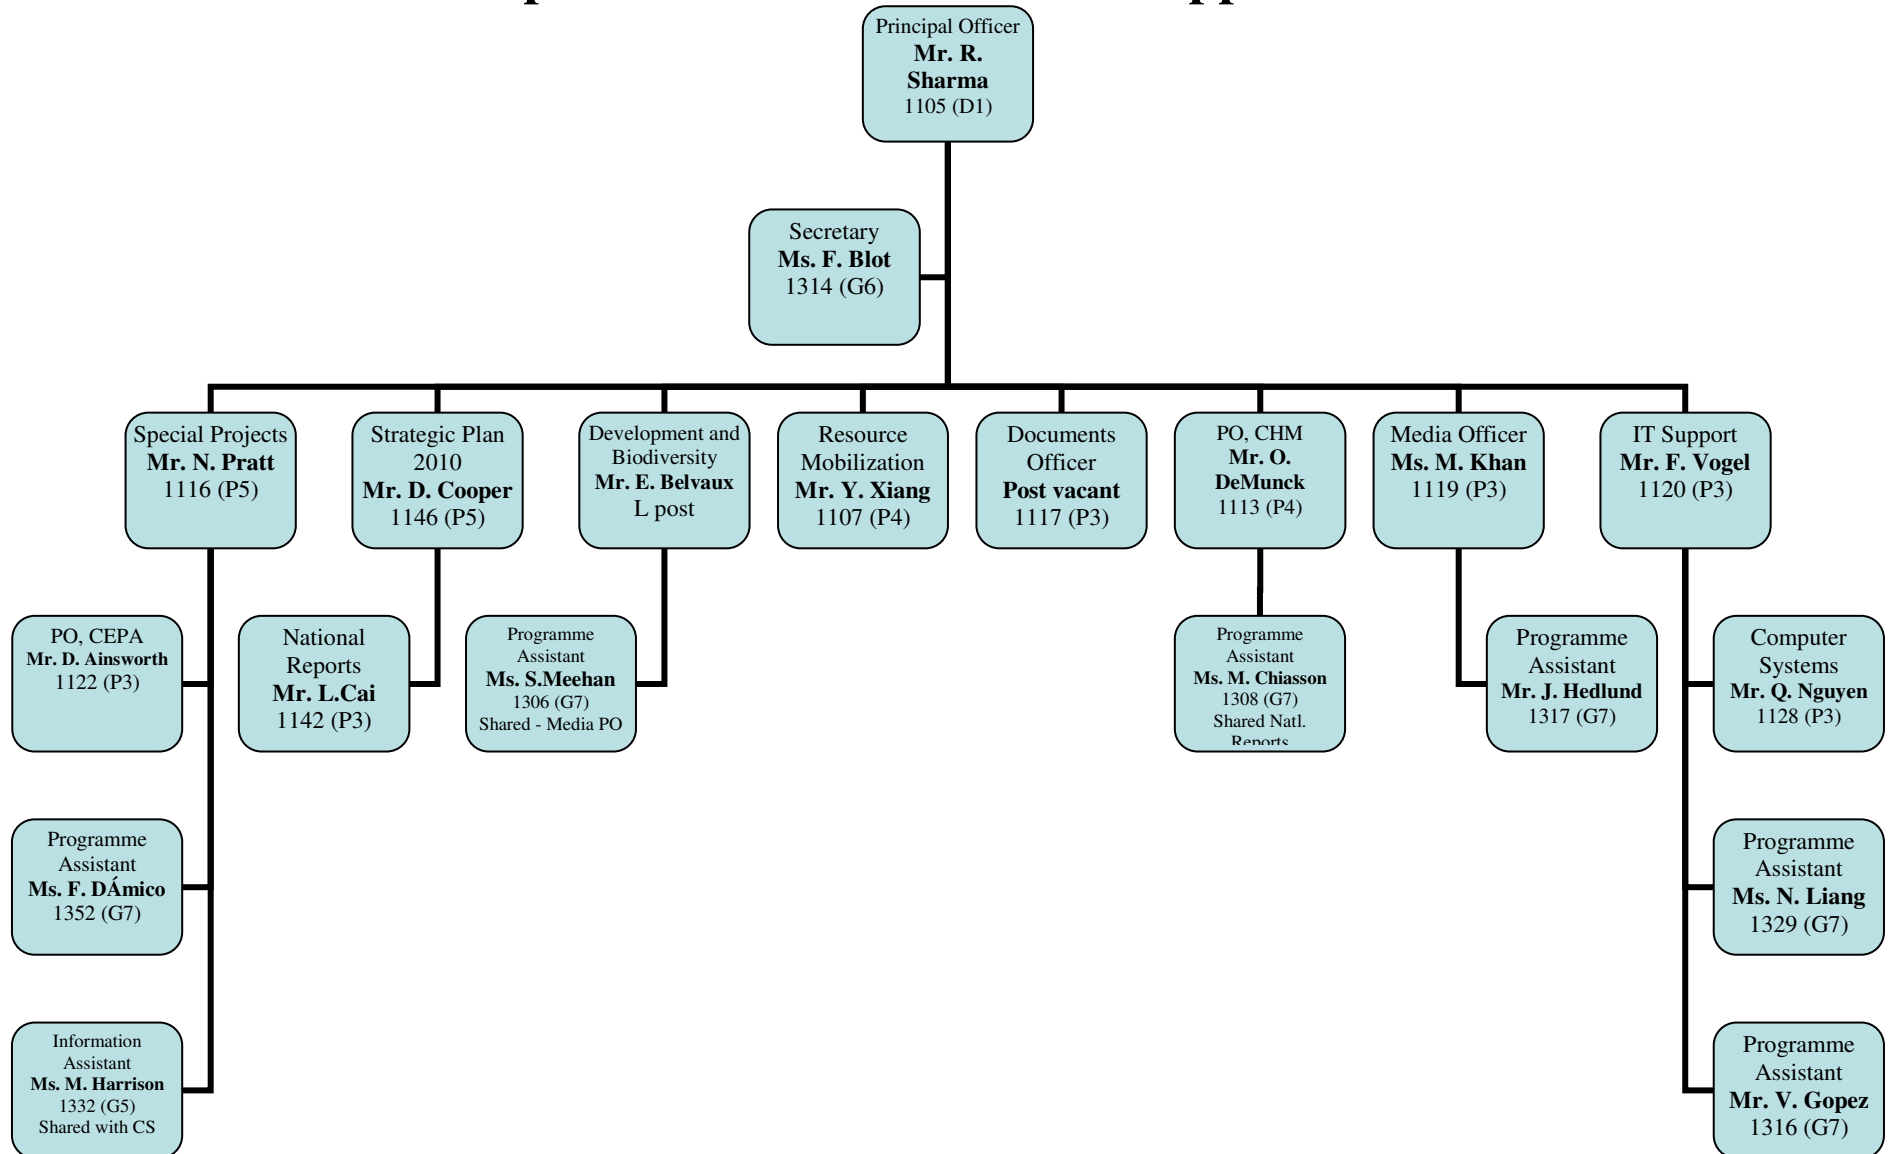 Principal Officer
Mr. R.
Sharma
1105 (D1)
Secretary
Ms. F. Blot
1314 (G6)
Special Projects
Mr. N. Pratt
1116 (P5)
Strategic Plan
2010
Mr. D. Cooper
1146 (P5)
Development and
Biodiversity
Mr. E. Belvaux
L post
Resource
Mobilization
Mr. Y. Xiang
1107 (P4)
Documents
Officer
Post vacant
1117 (P3)
PO, CHM
Mr. O.
DeMunck
1113 (P4)
Media Officer
Ms. M. Khan
1119 (P3)
IT Support
Mr. F. Vogel
1120 (P3)
PO, CEPA
Mr. D. Ainsworth
1122 (P3)
National
Reports
Mr. L.Cai
1142 (P3)
Programme
Assistant
Ms. S.Meehan
1306 (G7)
Shared - Media PO
Programme
Assistant
Ms. M. Chiasson
1308 (G7)
Shared Natl.
Reports
Programme
Assistant
Mr. J. Hedlund
1317 (G7)
Computer
Systems
Mr. Q. Nguyen
1128 (P3)
Programme
Assistant
Ms. F. DÁmico
1352 (G7)
Programme
Assistant
Ms. N. Liang
1329 (G7)
Information
Assistant
Ms. M. Harrison
1332 (G5)
Shared with CS
Programme
Assistant
Mr. V. Gopez
1316 (G7)